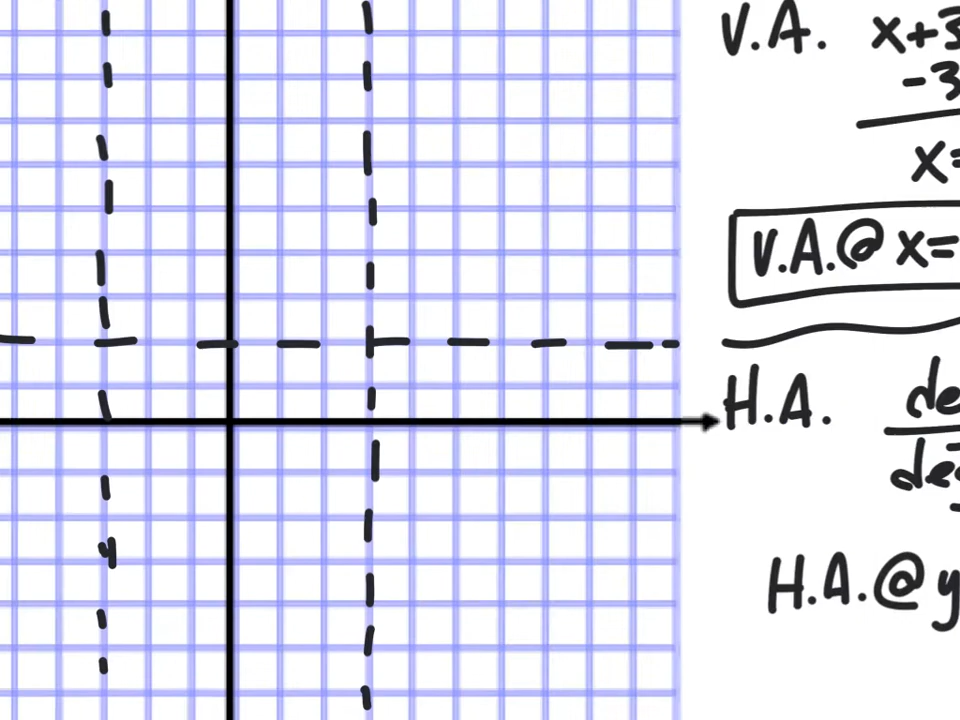 V.A. x+3
-3
x=
V.A.@ x=
H.A. de
deg
H.A.@ y